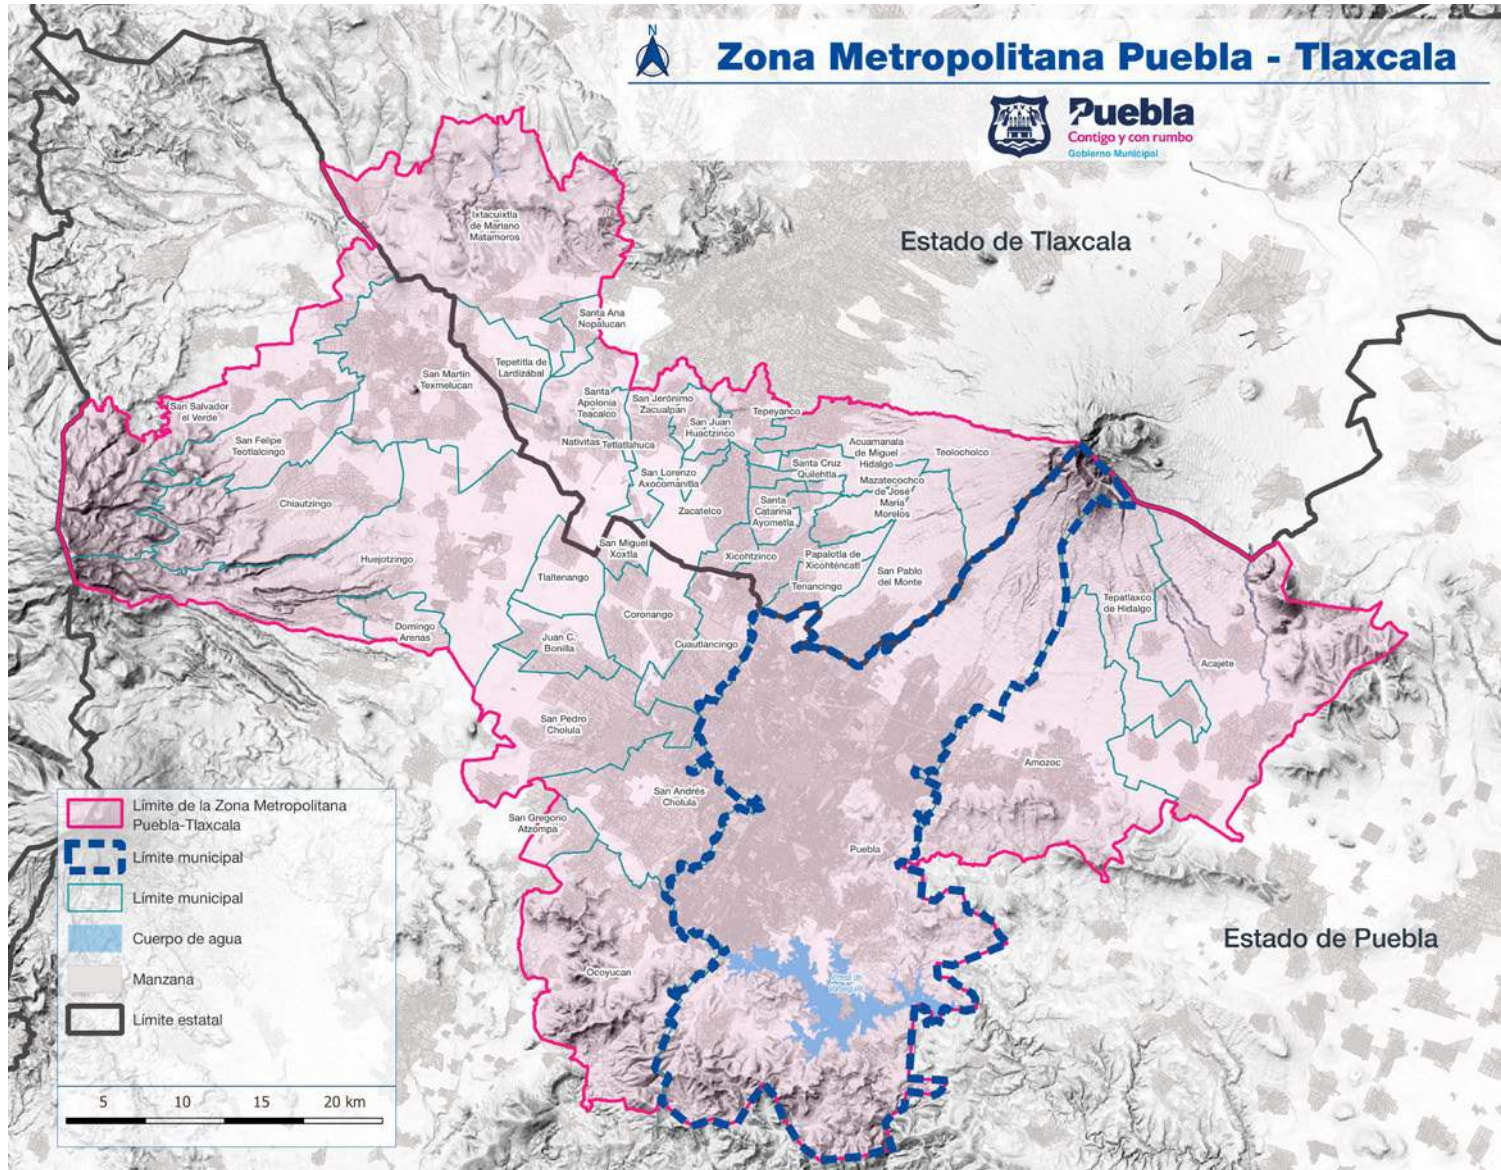 N
Zona Metropolitana Puebla - Tlaxcala
Puebla
Contigo y con rumbo
Gobierno Municipal
Estado de Tlaxcala
Ixtacuixtla
de Mariano
Matamoros
Santa Ana
Nopalucan
San Martín
Texmelucan
Tepetitla de
Lardizábal
San Salvador
el Verde
San Felipe
Teotlalcingo
Santa
Apolonia
Teacalco
San Jerónimo
Zacualpan
San Juan
Huactzinco
Tepeyanco
Nativitas
Tetlatlahuca
Acuamanala
de Miguel
Hidalgo
Teolocholco
San Lorenzo
Axocomanitla
Santa Cruz
Quilehtla
Mazatecochco
de José
María
Morelos
Chiautzingo
Zacatelco
Santa
Catarina
Ayometla
Huejotzingo
San Miguel
Xoxtla
Xicohtzinco
Papalotla de
Xicohténcatl
San Pablo
del Monte
Tlaltenango
Tenancingo
Tepatlaxco
de Hidalgo
Domingo
Arenas
Coronango
Juan C.
Bonilla
Cuautlancingo
Acajete
San Pedro
Cholula
Amozoc
San Andrés
Cholula
San Gregorio
Atzompa
Puebla
Estado de Puebla
Ocoyucan
Límite de la Zona Metropolitana
Puebla-Tlaxcala
Límite municipal
Límite municipal
Cuerpo de agua
Manzana
Límite estatal
5 10 15 20 km